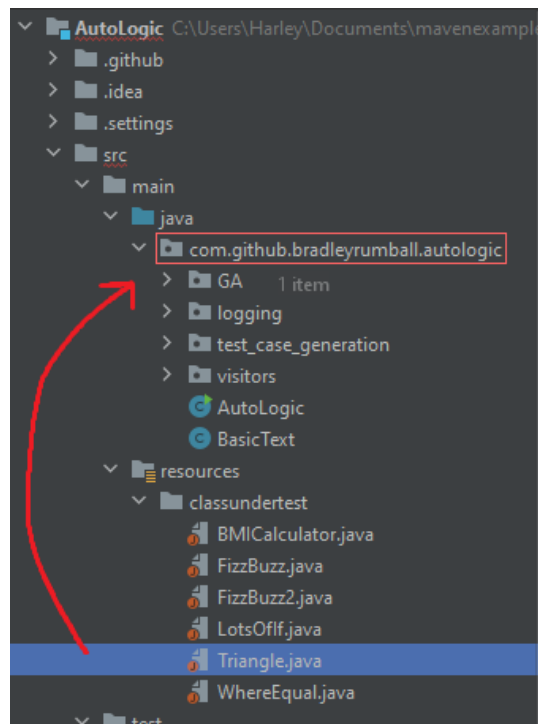 AutoLogic C:\Users\Harley\Documents\mavenexampl
.github
.idea
.settings
src
main
java
com.github.bradleyrumball.autologic
GA 1 item
logging
test_case_generation
visitors
AutoLogic
BasicText
resources
classundertest
BMICalculator.java
FizzBuzz.java
FizzBuzz2.java
LotsOfIf.java
Triangle.java
WhereEqual.java
test